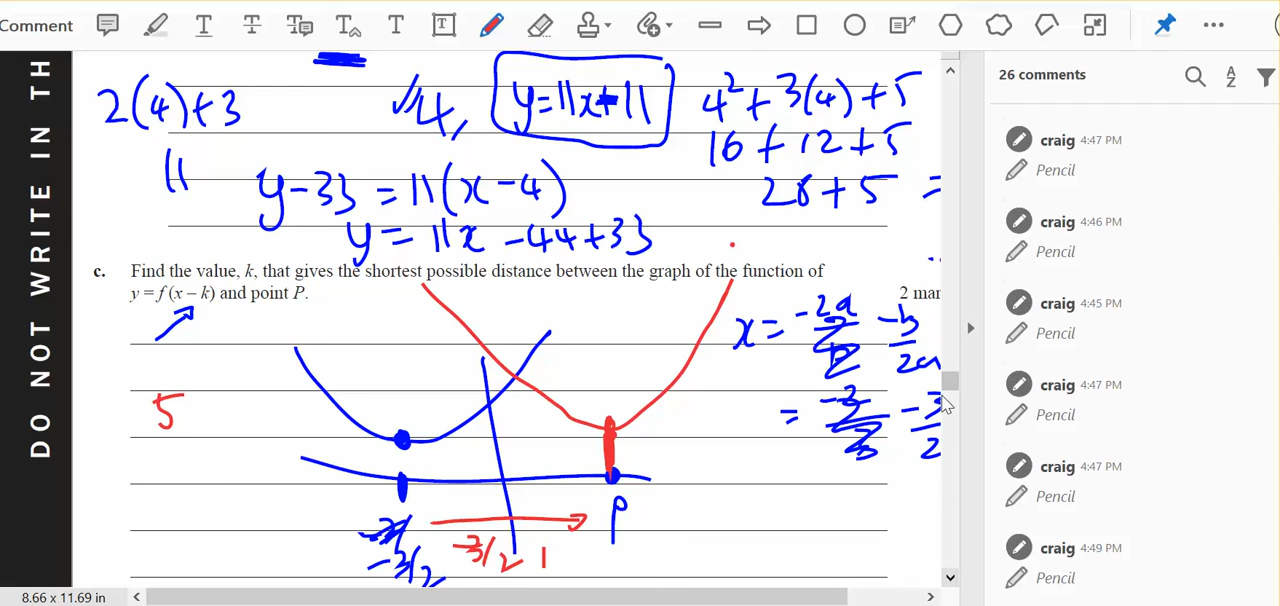 Comment
26 comments
DO NOT WRITE IN TH
2(4)+3
11
y=11x-11
4²+3(4)+5
16+12+5
28+5 =
y-33=11(x-4)
y=11x-44+33
c. Find the value, k, that gives the shortest possible distance between the graph of the function of
y=f(x-k) and point P.
2 mar
x=
-b
2a
=
-3
2
5
P
-3/2
-3/2 1
craig 4:47 PM
Pencil
craig 4:46 PM
Pencil
craig 4:45 PM
Pencil
craig 4:47 PM
Pencil
craig 4:47 PM
Pencil
craig 4:49 PM
Pencil
8.66 x 11.69 in